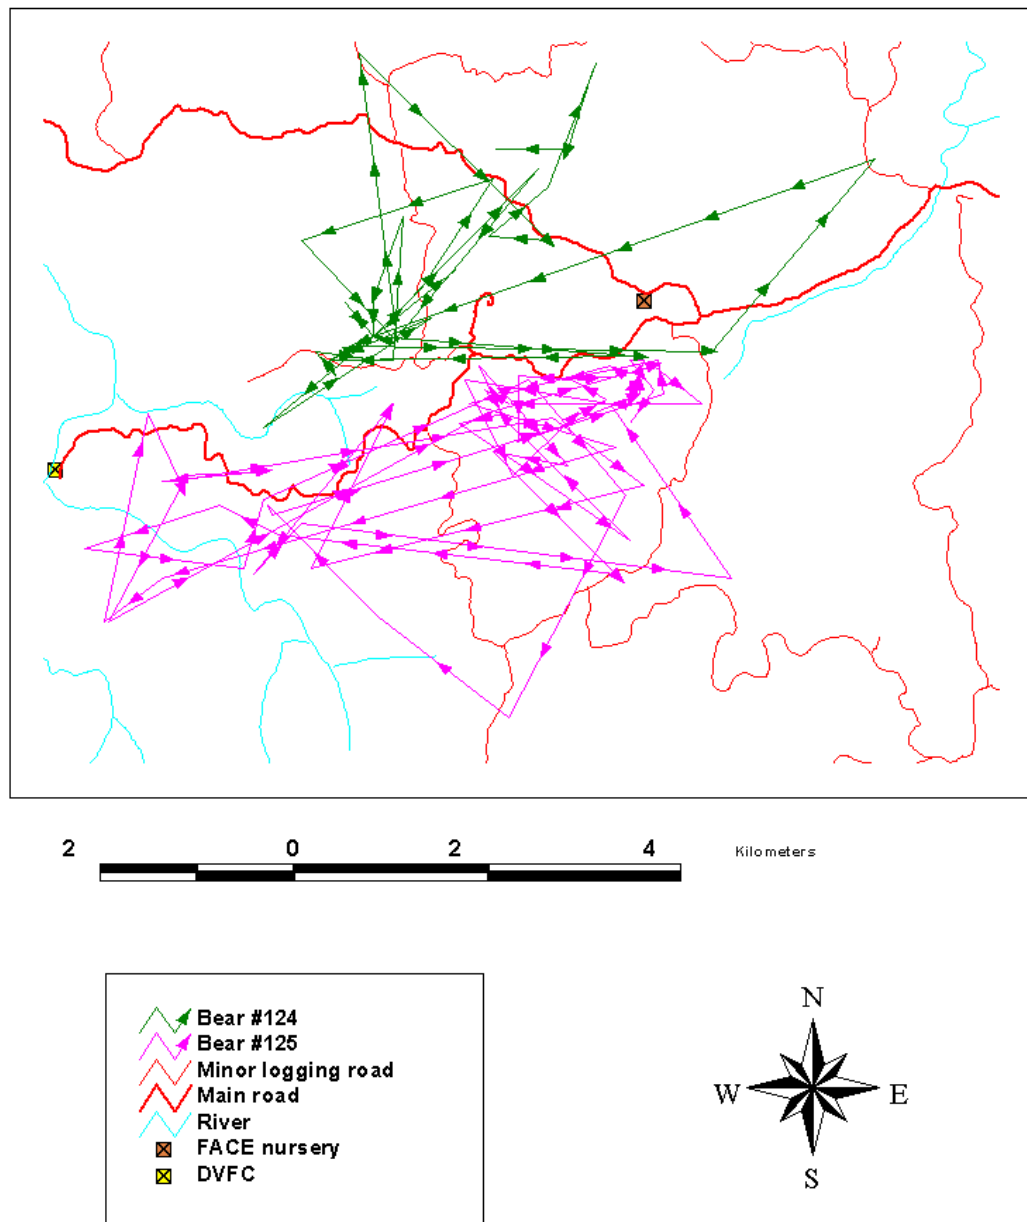 2 0 2 4 Kilometers
Bear #124
Bear #125
Minor logging road
Main road
River
FACE nursery
DVFC
N
W E
S